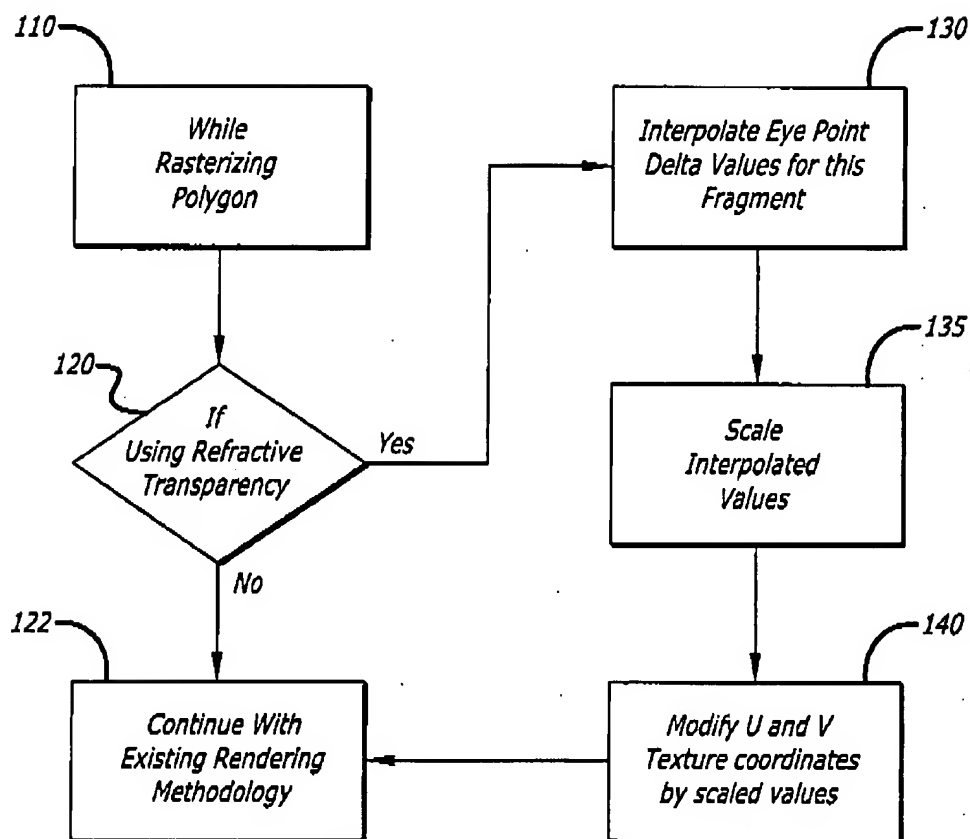 110
While
Rasterizing
Polygon
120
If
Using Refractive
Transparency
Yes
No
122
Continue With
Existing Rendering
Methodology
130
Interpolate Eye Point
Delta Values for this
Fragment
135
Scale
Interpolated
Values
140
Modify U and V
Texture coordinates
by scaled values